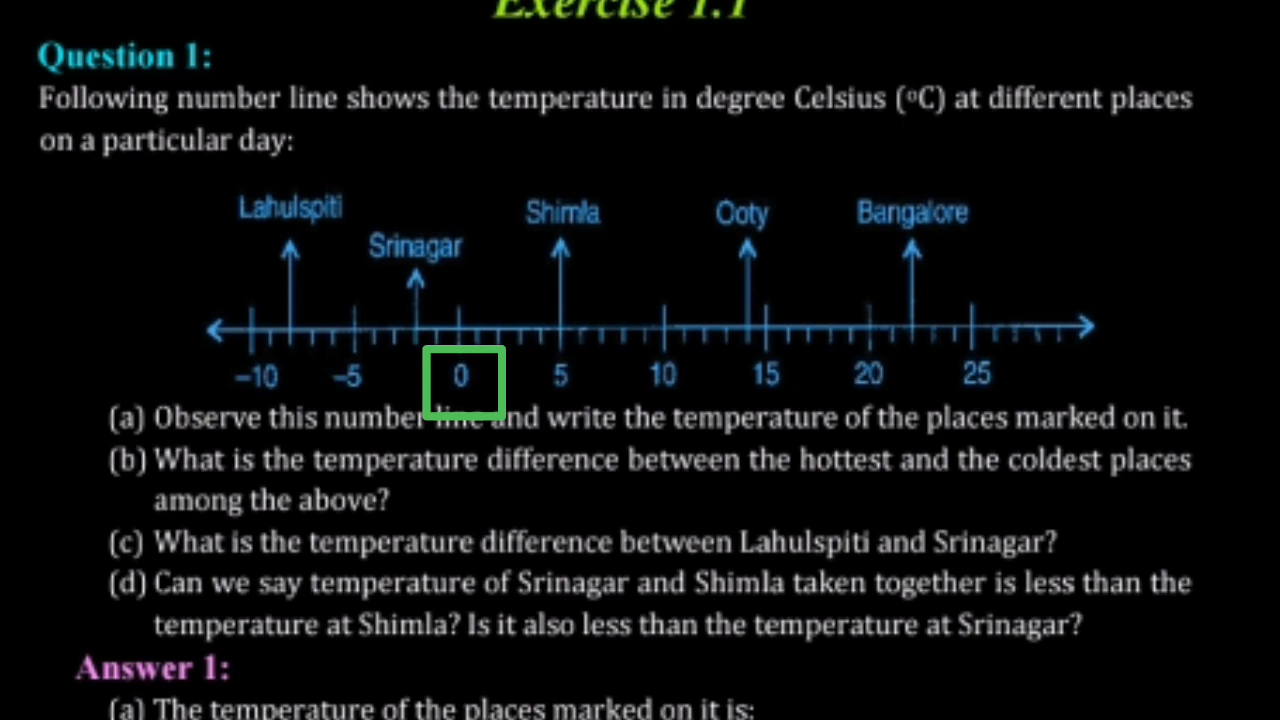 Exercise 1.1
Question 1:
Following number line shows the temperature in degree Celsius (°C) at different places
on a particular day:
Lahulspiti
Srinagar
Shimla
Ooty
Bangalore
–10 –5 0 5 10 15 20 25
(a) Observe this number line and write the temperature of the places marked on it.
(b) What is the temperature difference between the hottest and the coldest places
among the above?
(c) What is the temperature difference between Lahulspiti and Srinagar?
(d) Can we say temperature of Srinagar and Shimla taken together is less than the
temperature at Shimla? Is it also less than the temperature at Srinagar?
Answer 1:
(a) The temperature of the places marked on it is: